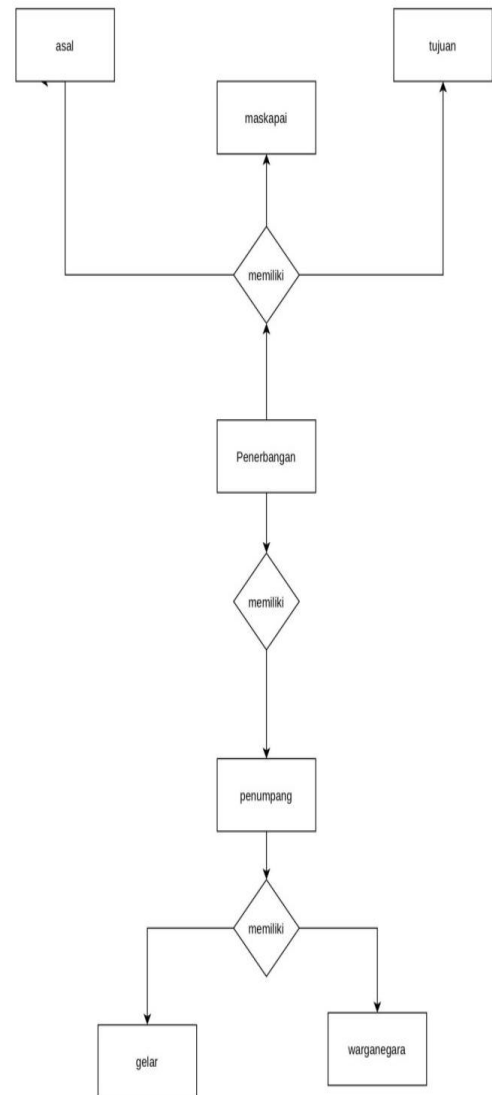 asal
tujuan
maskapai
memiliki
Penerbangan
memiliki
penumpang
memiliki
gelar
warganegara